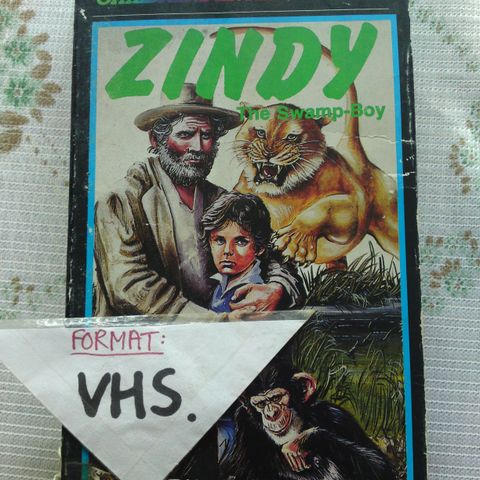 ZINDY
The Swamp-Boy
FORMAT:
VHS.